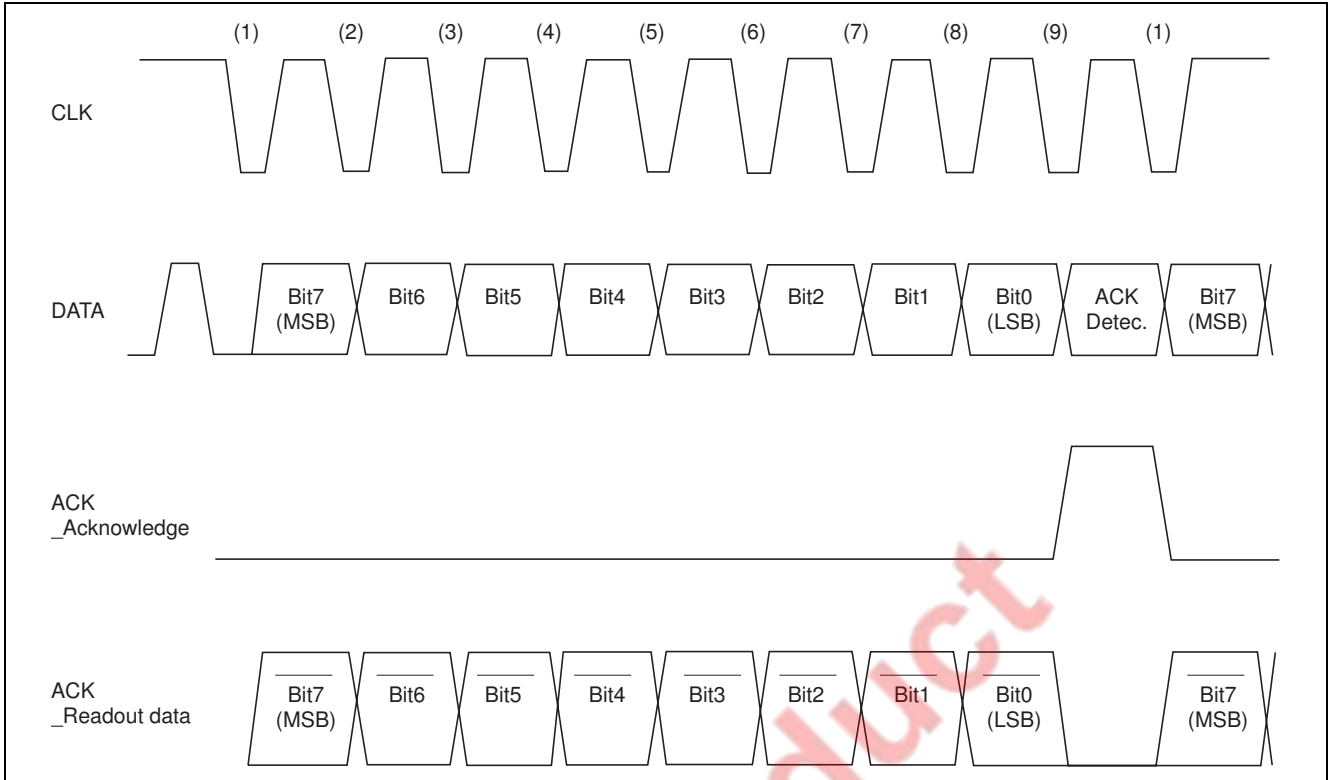 (1) (2) (3) (4) (5) (6) (7) (8) (9) (1)
CLK
DATA
Bit7 Bit6 Bit5 Bit4 Bit3 Bit2 Bit1 Bit0 ACK Bit7
(MSB) (LSB) Detec. (MSB)
ACK
_Acknowledge
ACK
_Readout data
Bit7 Bit6 Bit5 Bit4 Bit3 Bit2 Bit1 Bit0 Bit7
(MSB) (LSB) (MSB)
duct